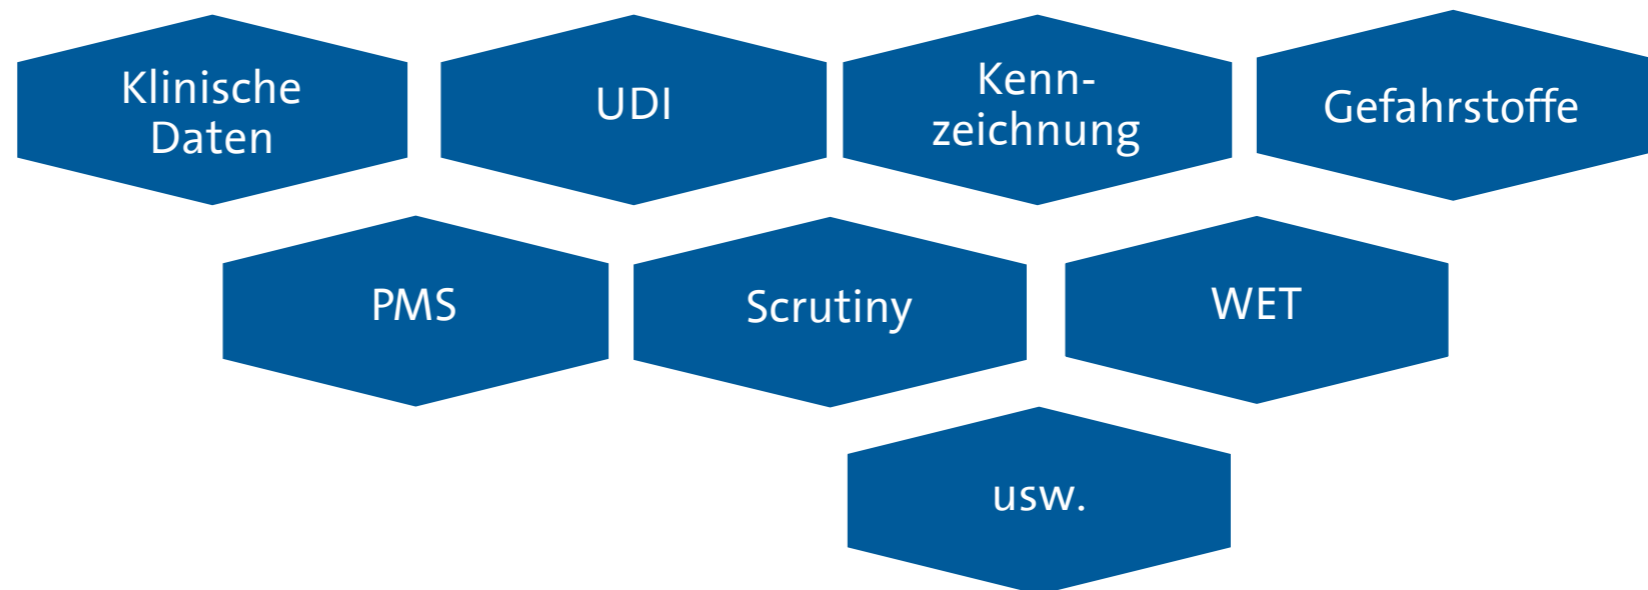 Klinische
Daten
UDI
Kenn-
zeichnung
Gefahrstoffe
PMS
Scrutiny
WET
usw.